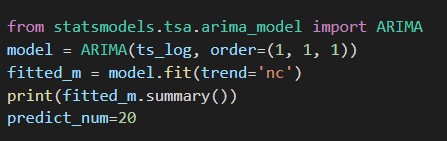 from statsmodels.tsa.arima_model import ARIMA
model = ARIMA(ts_log, order=(1, 1, 1))
fitted_m = model.fit(trend='nc')
print(fitted_m.summary())
predict_num=20